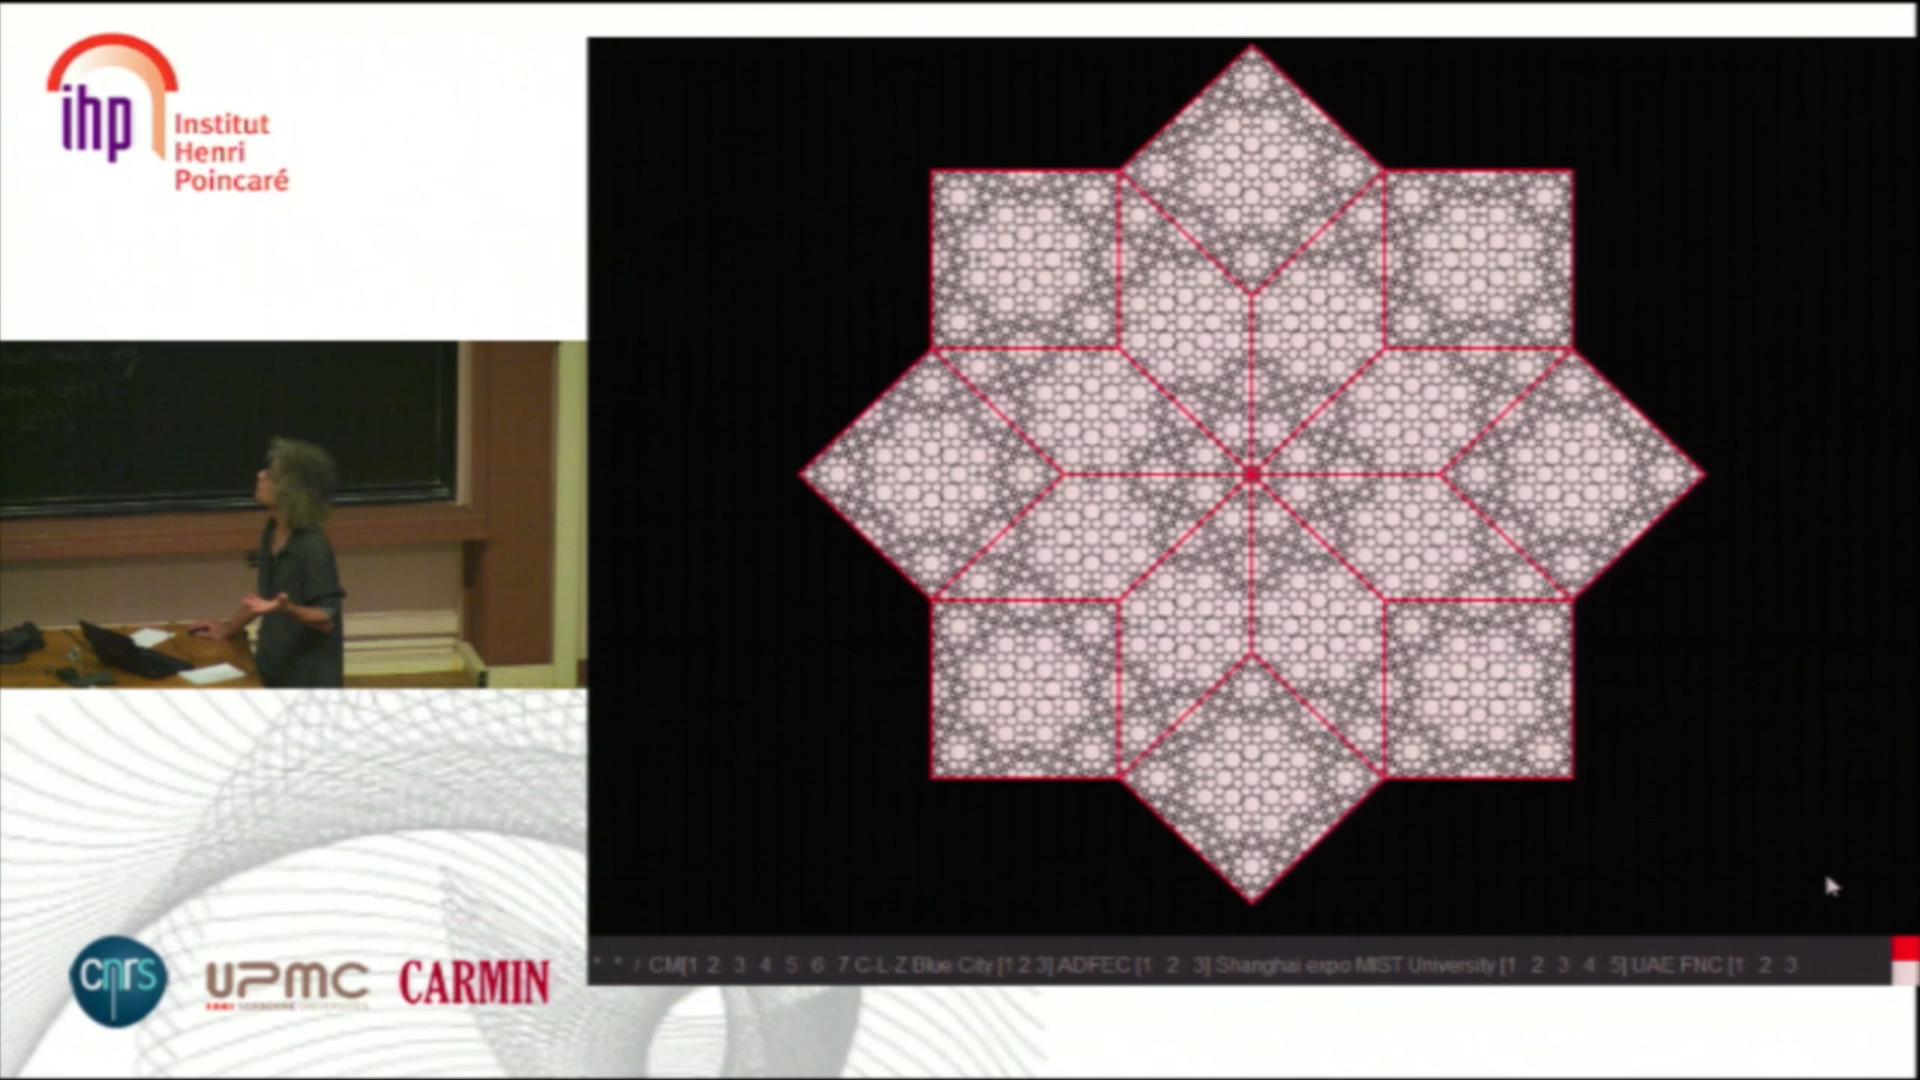 ihp
Institut
Henri
Poincaré
cnrs
UPMC
SORBONNE UNIVERSITÉS
CARMIN
" " / CM[1 2 3 4 5 6 7 C-L-Z Blue City [1 2 3] ADFEC [1 2 3] Shanghai expo MIST University [1 2 3 4 5] UAE FNC [1 2 3